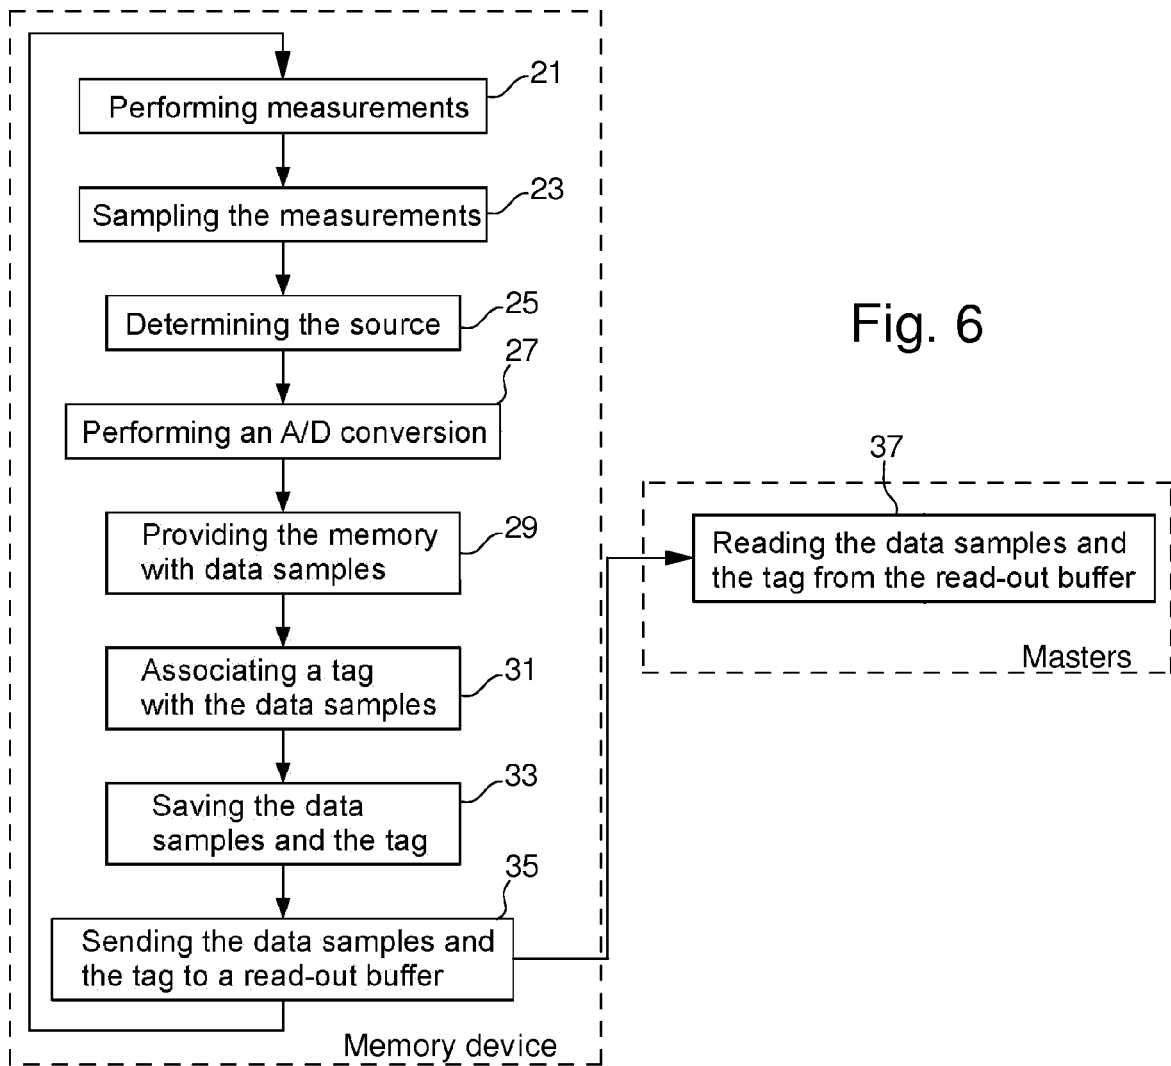 21
Performing measurements
23
Sampling the measurements
25
Determining the source
27
Performing an A/D conversion
29
Providing the memory
with data samples
31
Associating a tag
with the data samples
33
Saving the data
samples and the tag
35
Sending the data samples and
the tag to a read-out buffer
Memory device
Fig. 6
37
Reading the data samples and
the tag from the read-out buffer
Masters